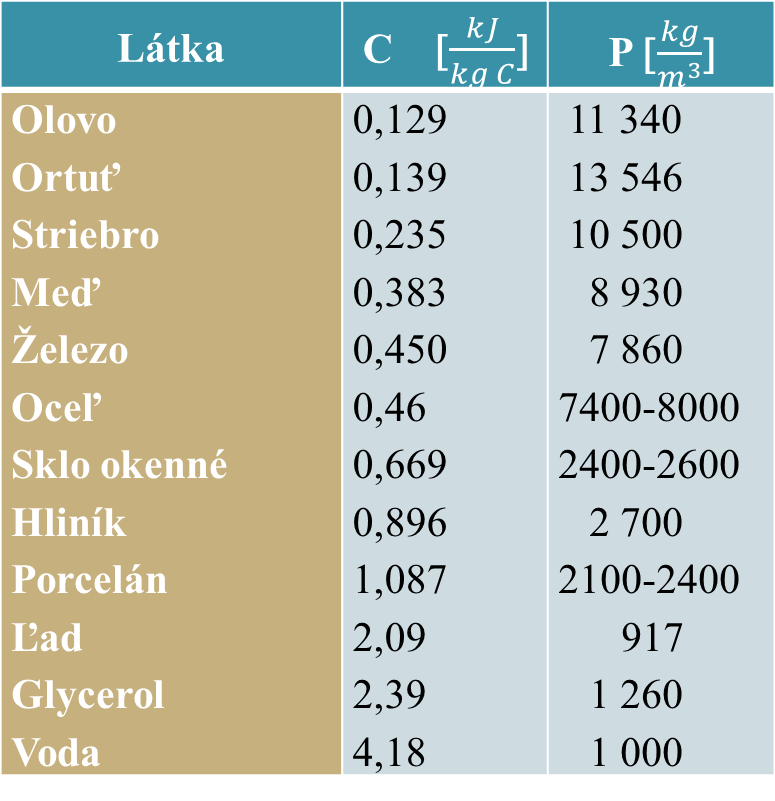 Látka C [kJ/kg C] P [kg/m³]
Olovo 0,129 11 340
Ortuť 0,139 13 546
Striebro 0,235 10 500
Meď 0,383 8 930
Železo 0,450 7 860
Oceľ 0,46 7400-8000
Sklo okenné 0,669 2400-2600
Hliník 0,896 2 700
Porcelán 1,087 2100-2400
Ľad 2,09 917
Glycerol 2,39 1 260
Voda 4,18 1 000